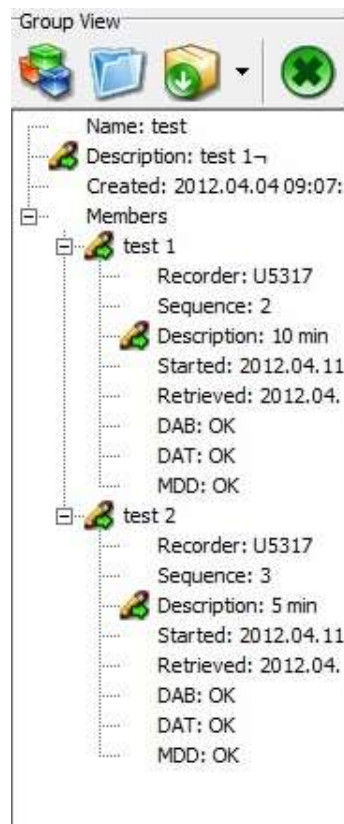 Group View
Name: test
Description: test 1¬
Created: 2012.04.04 09:07:
Members
test 1
Recorder: U5317
Sequence: 2
Description: 10 min
Started: 2012.04.11
Retrieved: 2012.04.
DAB: OK
DAT: OK
MDD: OK
test 2
Recorder: U5317
Sequence: 3
Description: 5 min
Started: 2012.04.11
Retrieved: 2012.04.
DAB: OK
DAT: OK
MDD: OK